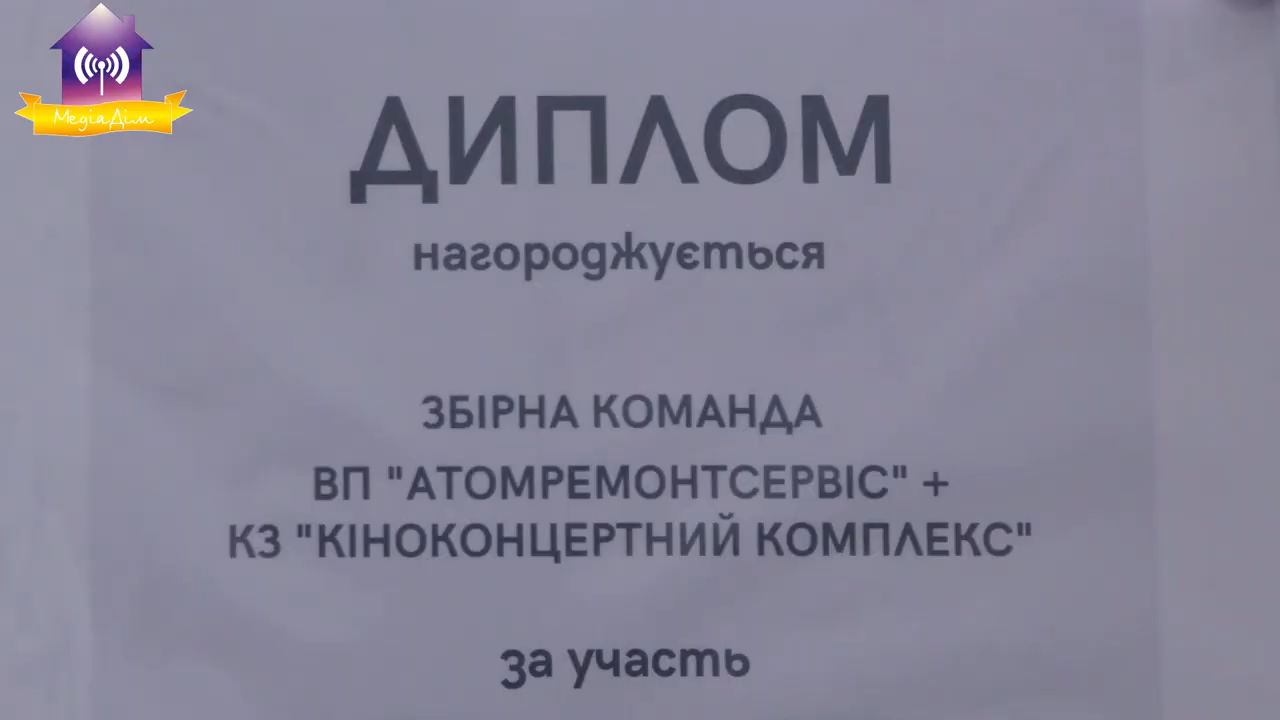 МедіаДім
ДИПЛОМ
нагороджується
ЗБІРНА КОМАНДА
ВП "АТОМРЕМОНТСЕРВІС" +
КЗ "КІНОКОНЦЕРТНИЙ КОМПЛЕКС"
за участь